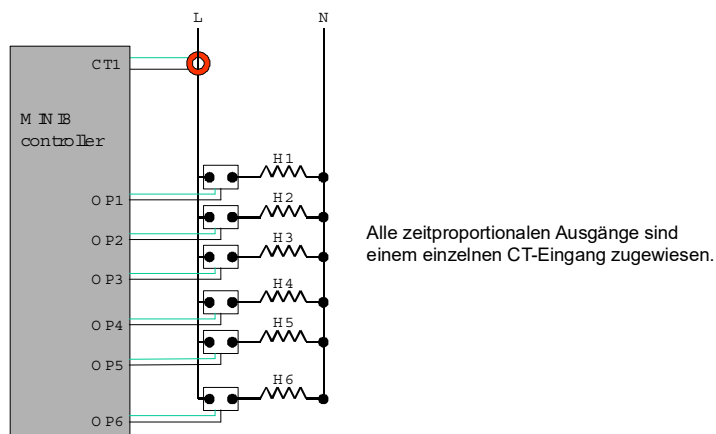 L N
CT1
MINI8
controller
H1
OP1
H2
OP2
H3
OP3
H4
OP4
H5
OP5
H6
OP6
Alle zeitproportionalen Ausgänge sind
einem einzelnen CT-Eingang zugewiesen.